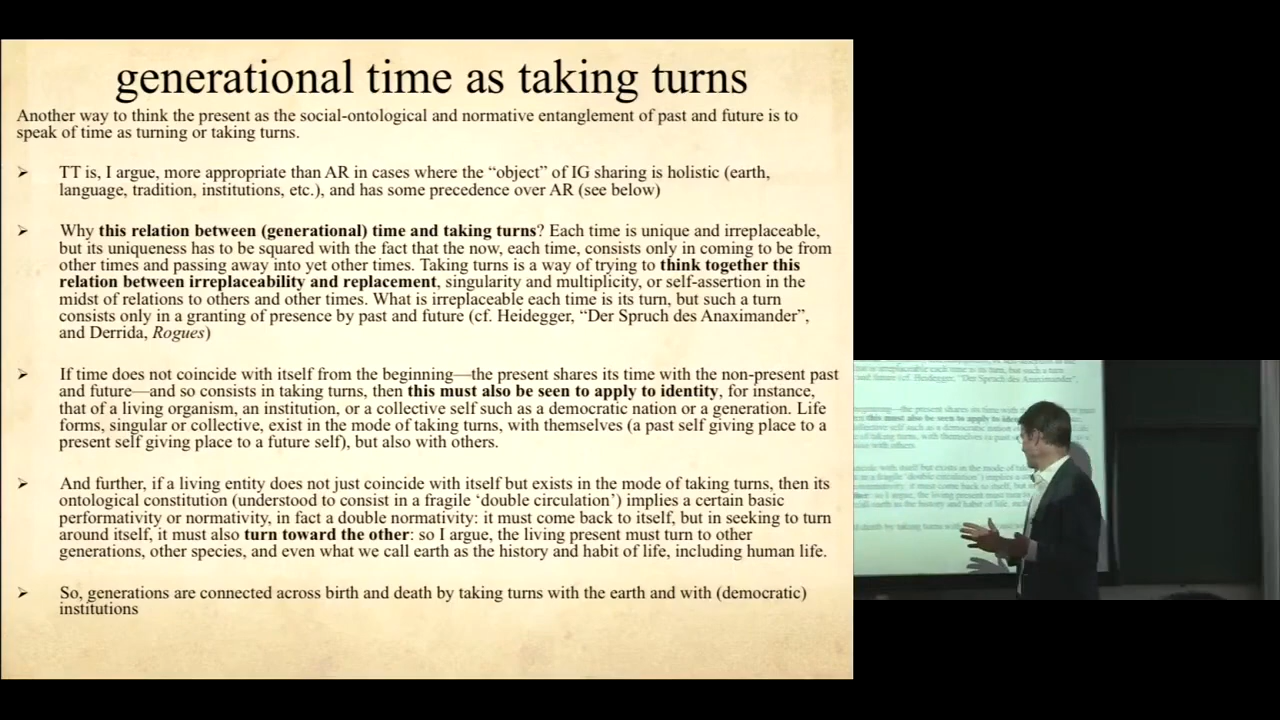 generational time as taking turns
Another way to think the present as the social-ontological and normative entanglement of past and future is to
speak of time as turning or taking turns.
➢ TT is, I argue, more appropriate than AR in cases where the “object” of IG sharing is holistic (earth,
language, tradition, institutions, etc.), and has some precedence over AR (see below)
➢ Why this relation between (generational) time and taking turns? Each time is unique and irreplaceable,
but its uniqueness has to be squared with the fact that the now, each time, consists only in coming to be from
other times and passing away into yet other times. Taking turns is a way of trying to think together this
relation between irreplaceability and replacement, singularity and multiplicity, or self-assertion in the
midst of relations to others and other times. What is irreplaceable each time is its turn, but such a turn
consists only in a granting of presence by past and future (cf. Heidegger, “Der Spruch des Anaximander”,
and Derrida, Rogues)
➢ If time does not coincide with itself from the beginning—the present shares its time with the non-present past
and future—and so consists in taking turns, then this must also be seen to apply to identity, for instance,
that of a living organism, an institution, or a collective self such as a democratic nation or a generation. Life
forms, singular or collective, exist in the mode of taking turns, with themselves (a past self giving place to a
present self giving place to a future self), but also with others.
➢ And further, if a living entity does not just coincide with itself but exists in the mode of taking turns, then its
ontological constitution (understood to consist in a fragile ‘double circulation’) implies a certain basic
performativity or normativity, in fact a double normativity: it must come back to itself, but in seeking to turn
around itself, it must also turn toward the other: so I argue, the living present must turn to other
generations, other species, and even what we call earth as the history and habit of life, including human life.
➢ So, generations are connected across birth and death by taking turns with the earth and with (democratic)
institutions